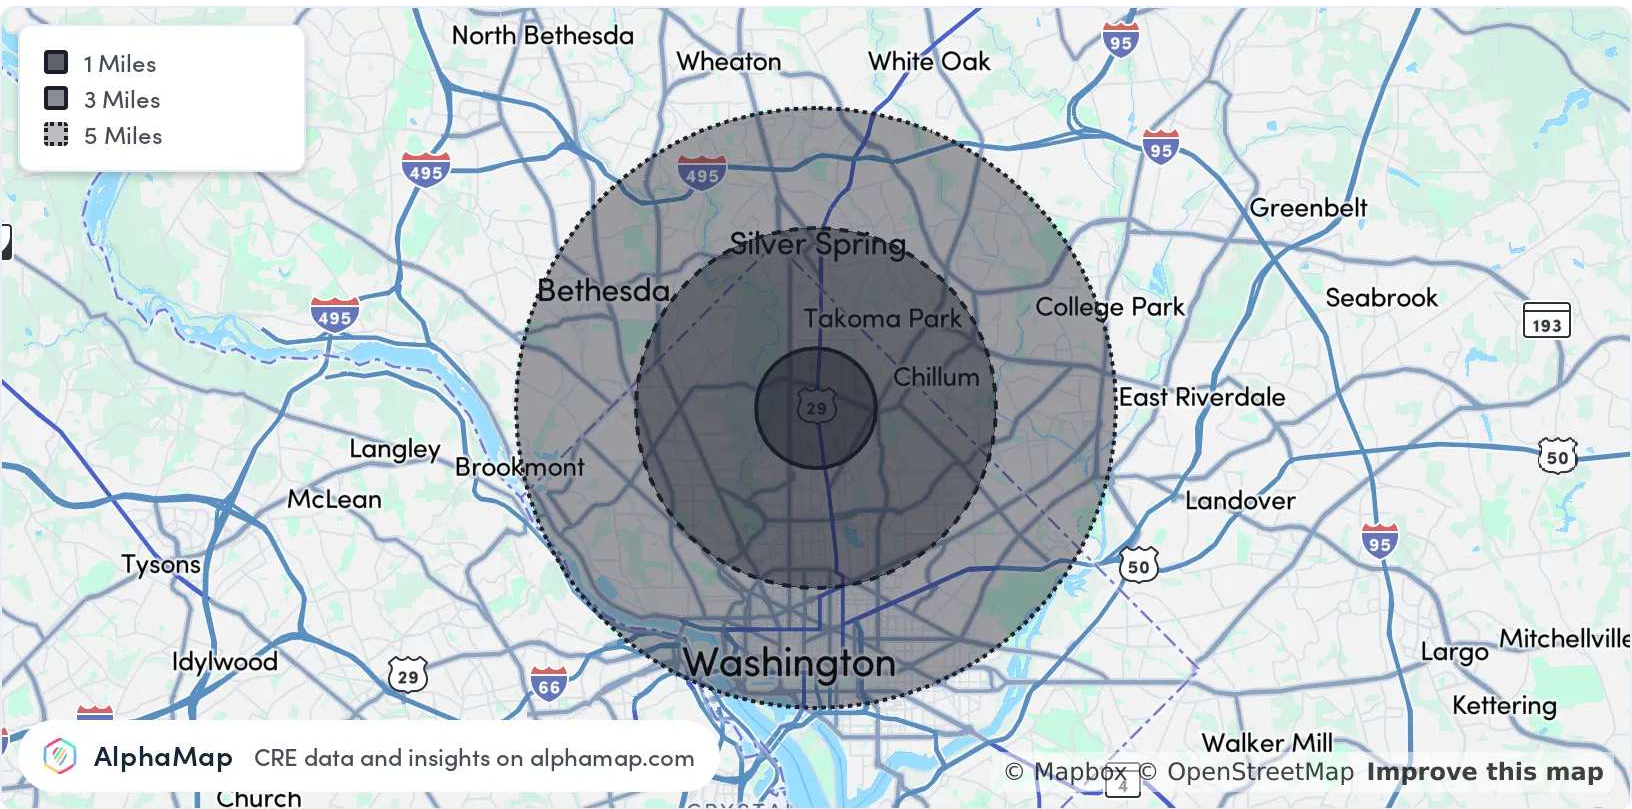 1 Miles
3 Miles
5 Miles
North Bethesda
Wheaton
White Oak
95
495
495
95
Greenbelt
Silver Spring
Bethesda
495
Takoma Park
College Park
Seabrook
193
Chillum
29
East Riverdale
Langley
Brookmont
50
McLean
Landover
Tysons
95
50
Idylwood
29
66
Washington
Largo
Mitchellville
Kettering
Walker Mill
AlphaMap CRE data and insights on alphamap.com
4
© Mapbox © OpenStreetMap Improve this map
Church